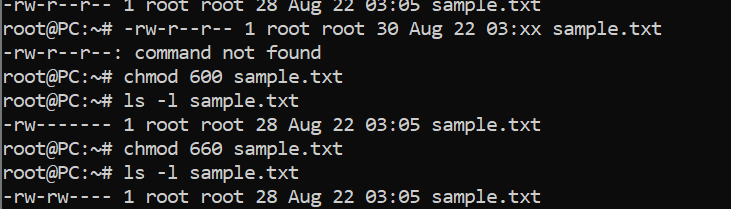 -rw-r--r-- 1 root root 28 Aug 22 03:05 sample.txt
root@PC:~# -rw-r--r-- 1 root root 30 Aug 22 03:xx sample.txt
-rw-r--r--: command not found
root@PC:~# chmod 600 sample.txt
root@PC:~# ls -l sample.txt
-rw------- 1 root root 28 Aug 22 03:05 sample.txt
root@PC:~# chmod 660 sample.txt
root@PC:~# ls -l sample.txt
-rw-rw---- 1 root root 28 Aug 22 03:05 sample.txt